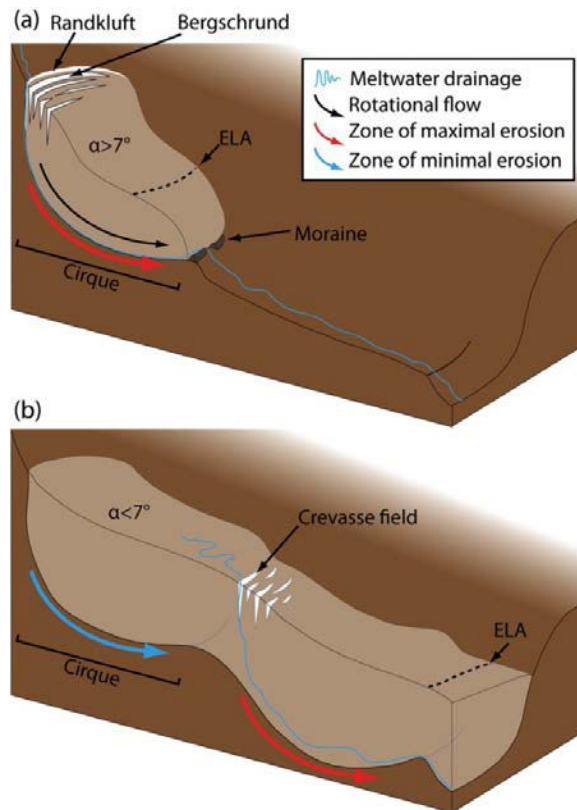 (a)
Randkluft
Bergschrund
Meltwater drainage
Rotational flow
Zone of maximal erosion
Zone of minimal erosion
α>7°
ELA
Moraine
Cirque
(b)
α<7°
Crevasse field
ELA
Cirque